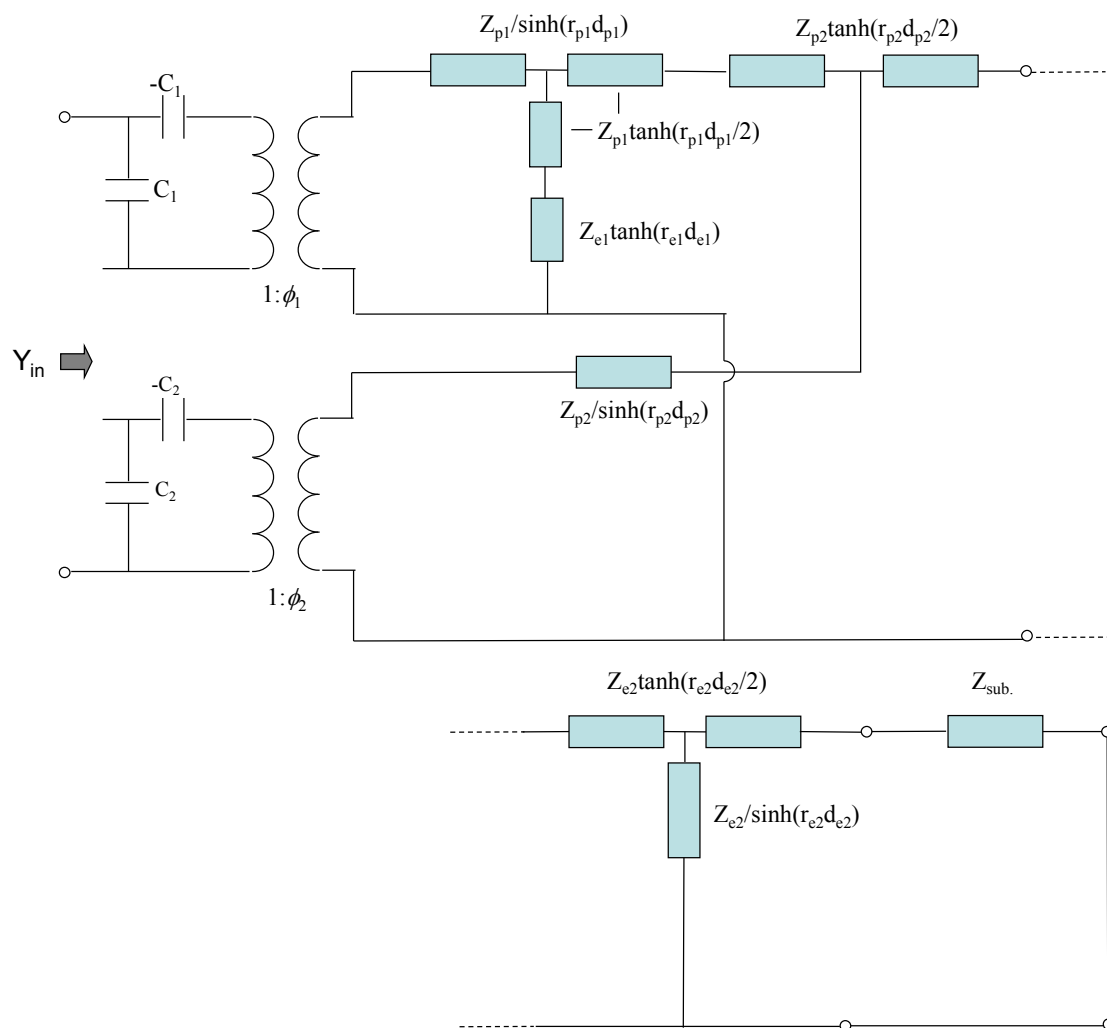 Z_p1/sinh(r_p1d_p1)
Z_p2tanh(r_p2d_p2/2)
-C_1
Z_p1tanh(r_p1d_p1/2)
C_1
Z_e1tanh(r_e1d_e1)
1:ϕ_1
Y_in
-C_2
Z_p2/sinh(r_p2d_p2)
C_2
1:ϕ_2
Z_e2tanh(r_e2d_e2/2)
Z_sub.
Z_e2/sinh(r_e2d_e2)